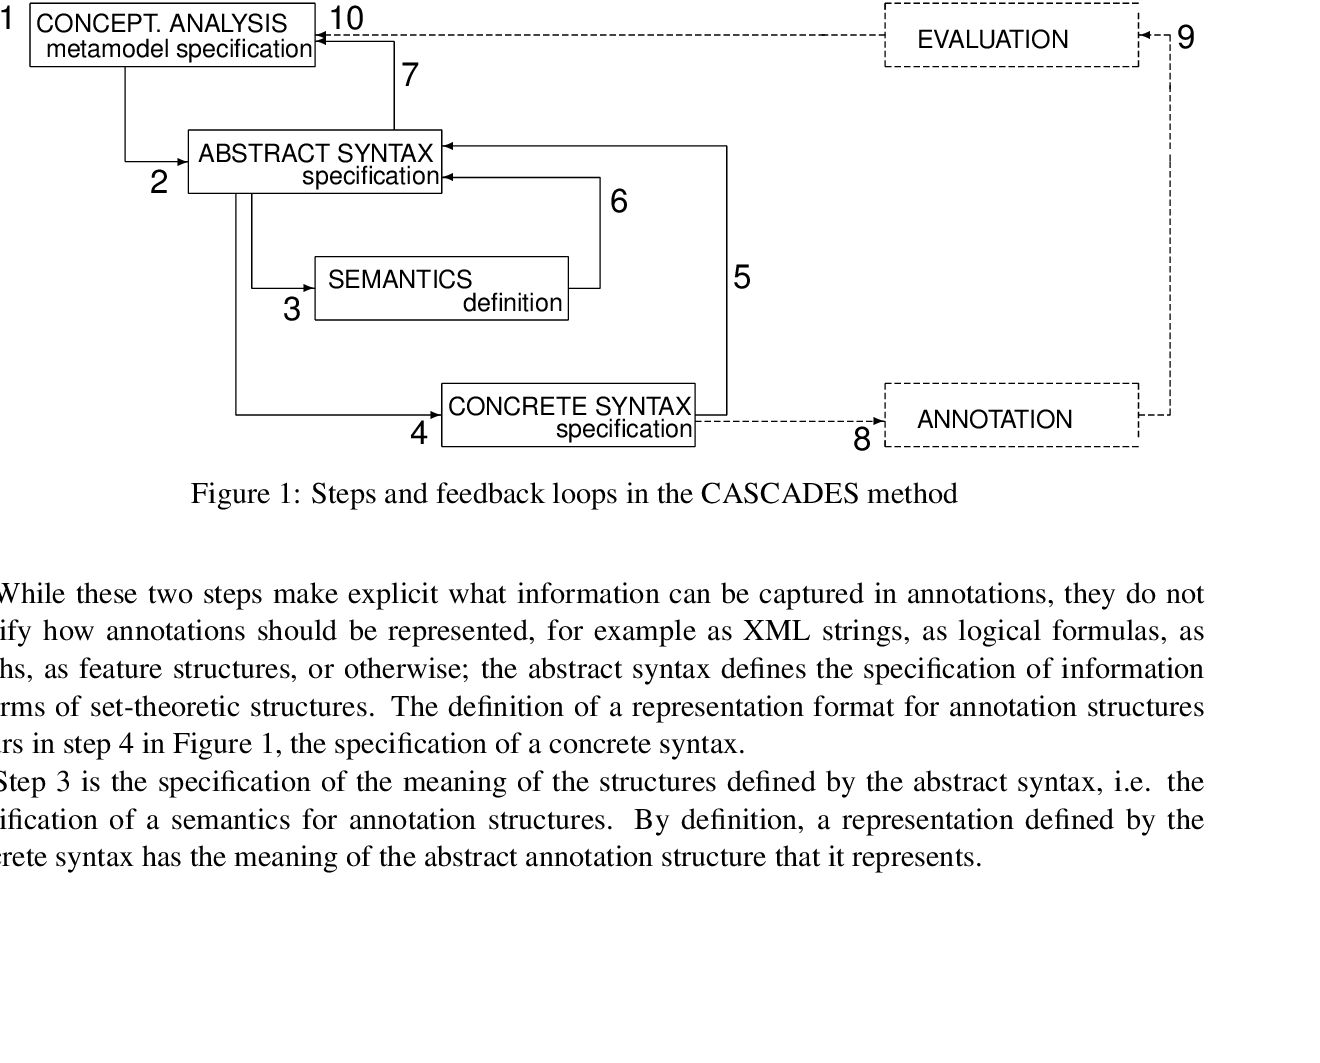 1 CONCEPT. ANALYSIS 10
metamodel specification
EVALUATION 9
7
ABSTRACT SYNTAX
specification
2
6
SEMANTICS
definition
3
5
CONCRETE SYNTAX
specification
4
ANNOTATION
8
Figure 1: Steps and feedback loops in the CASCADES method
While these two steps make explicit what information can be captured in annotations, they do not
ify how annotations should be represented, for example as XML strings, as logical formulas, as
hs, as feature structures, or otherwise; the abstract syntax defines the specification of information
rms of set-theoretic structures. The definition of a representation format for annotation structures
rs in step 4 in Figure 1, the specification of a concrete syntax.
Step 3 is the specification of the meaning of the structures defined by the abstract syntax, i.e. the
ification of a semantics for annotation structures. By definition, a representation defined by the
rete syntax has the meaning of the abstract annotation structure that it represents.